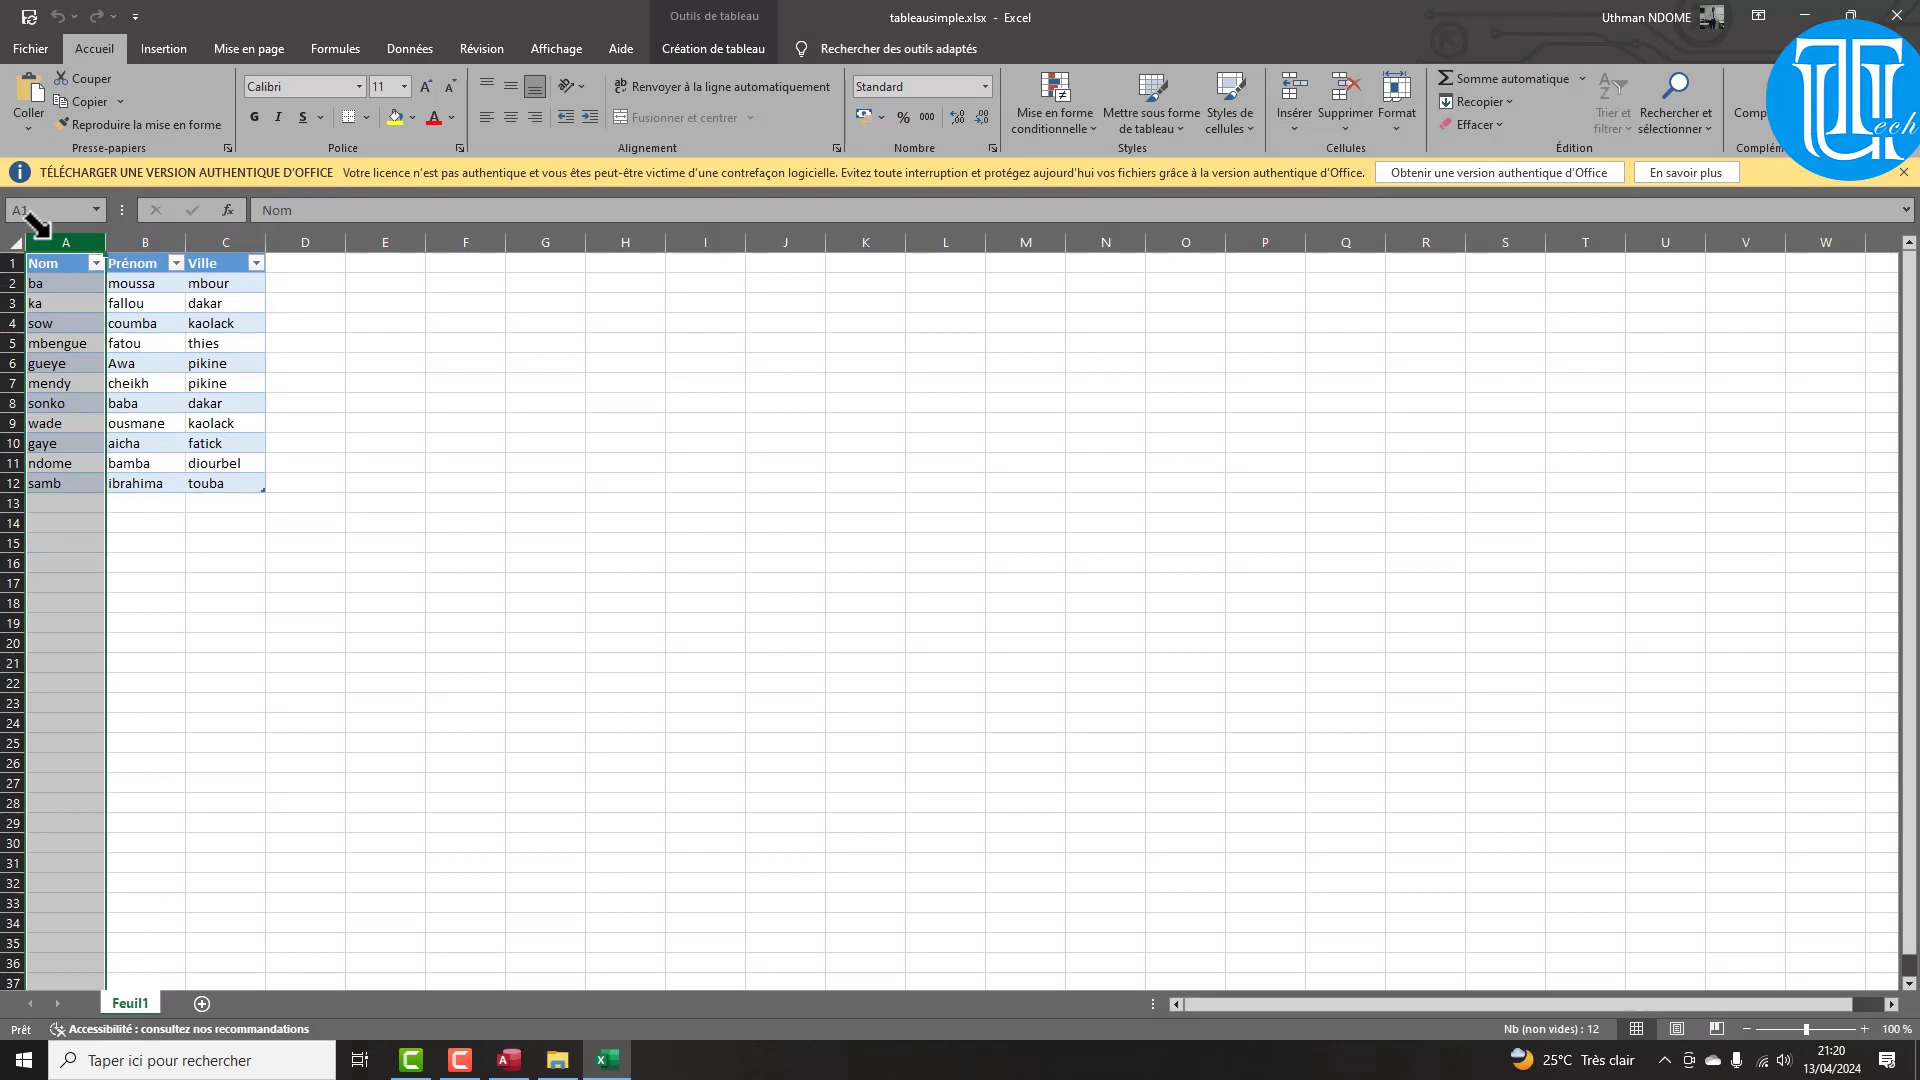 Outils de tableau
tableausimple.xlsx - Excel
Uthman NDOME
Fichier
Accueil
Insertion
Mise en page
Formules
Données
Révision
Affichage
Aide
Création de tableau
Rechercher des outils adaptés
Coller
Couper
Copier
Reproduire la mise en forme
Presse-papiers
Calibri
11
G I S
Police
Renvoyer à la ligne automatiquement
Fusionner et centrer
Alignement
Standard
% 000
Nombre
Mise en forme
conditionnelle
Mettre sous forme
de tableau
Styles de
cellules
Styles
Insérer
Supprimer
Format
Cellules
Somme automatique
Recopier
Effacer
Trier et
filtrer
Rechercher et
sélectionner
Édition
ech
TÉLÉCHARGER UNE VERSION AUTHENTIQUE D'OFFICE Votre licence n'est pas authentique et vous êtes peut-être victime d'une contrefaçon logicielle. Evitez toute interruption et protégez aujourd'hui vos fichiers grâce à la version authentique d'Office.
Obtenir une version authentique d'Office
En savoir plus
A1
fx
Nom
A B C D E F G H I J K L M N O P Q R S T U V W
1 Nom Prénom Ville
2 ba moussa mbour
3 ka fallou dakar
4 sow coumba kaolack
5 mbengue fatou thies
6 gueye Awa pikine
7 mendy cheikh pikine
8 sonko baba dakar
9 wade ousmane kaolack
10 gaye aicha fatick
11 ndome bamba diourbel
12 samb ibrahima touba
13
14
15
16
17
18
19
20
21
22
23
24
25
26
27
28
29
30
31
32
33
34
35
36
37
Feuil1
Prêt
Accessibilité : consultez nos recommandations
Nb (non vides) : 12
100 %
Taper ici pour rechercher
25°C Très clair
21:20
13/04/2024